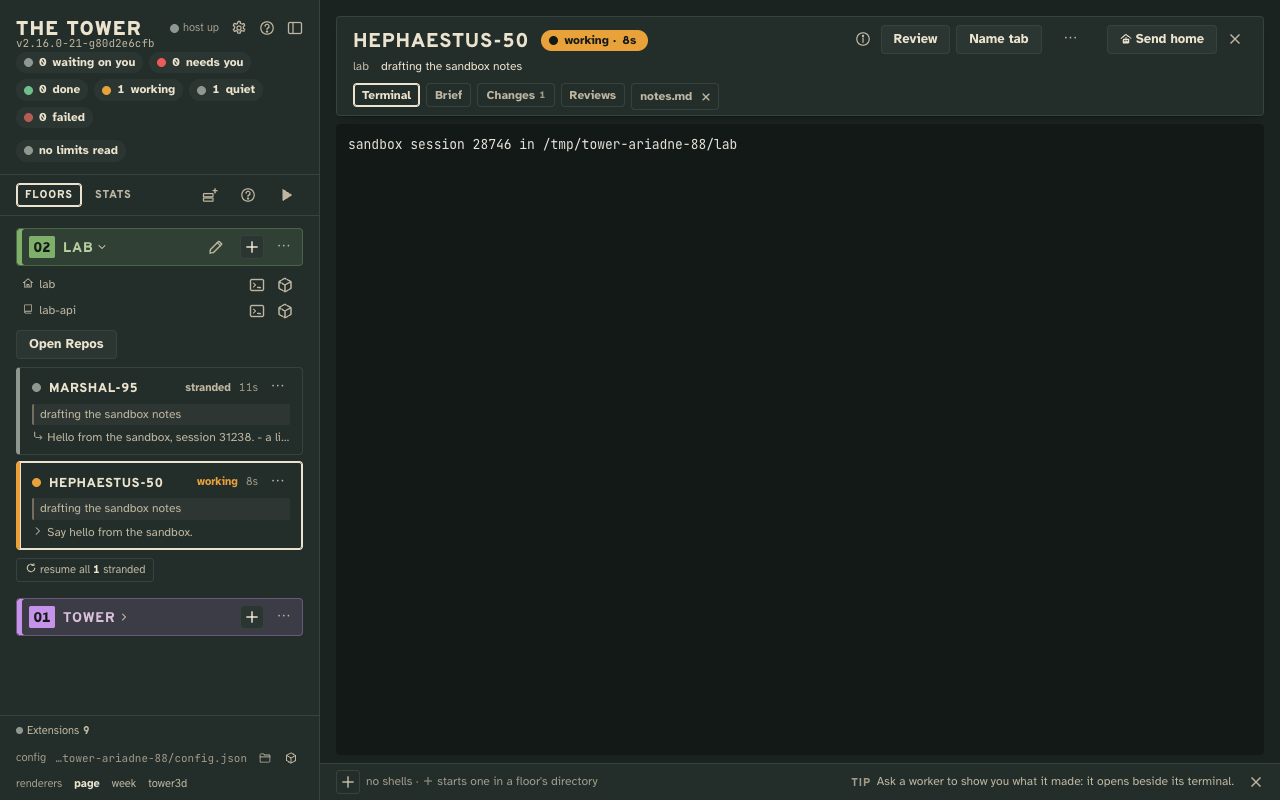 THE TOWER
host up
v2.16.0-21-g80d2e6cfb
0 waiting on you
0 needs you
0 done
1 working
1 quiet
0 failed
no limits read
FLOORS
STATS
02 LAB
lab
lab-api
Open Repos
MARSHAL-95
stranded 11s
drafting the sandbox notes
Hello from the sandbox, session 31238. - a li…
HEPHAESTUS-50
working 8s
drafting the sandbox notes
Say hello from the sandbox.
resume all 1 stranded
01 TOWER
Extensions 9
config …tower-ariadne-88/config.json
renderers page week tower3d
HEPHAESTUS-50
working · 8s
Review
Name tab
Send home
lab drafting the sandbox notes
Terminal
Brief
Changes 1
Reviews
notes.md
sandbox session 28746 in /tmp/tower-ariadne-88/lab
no shells · + starts one in a floor's directory
TIP Ask a worker to show you what it made: it opens beside its terminal.